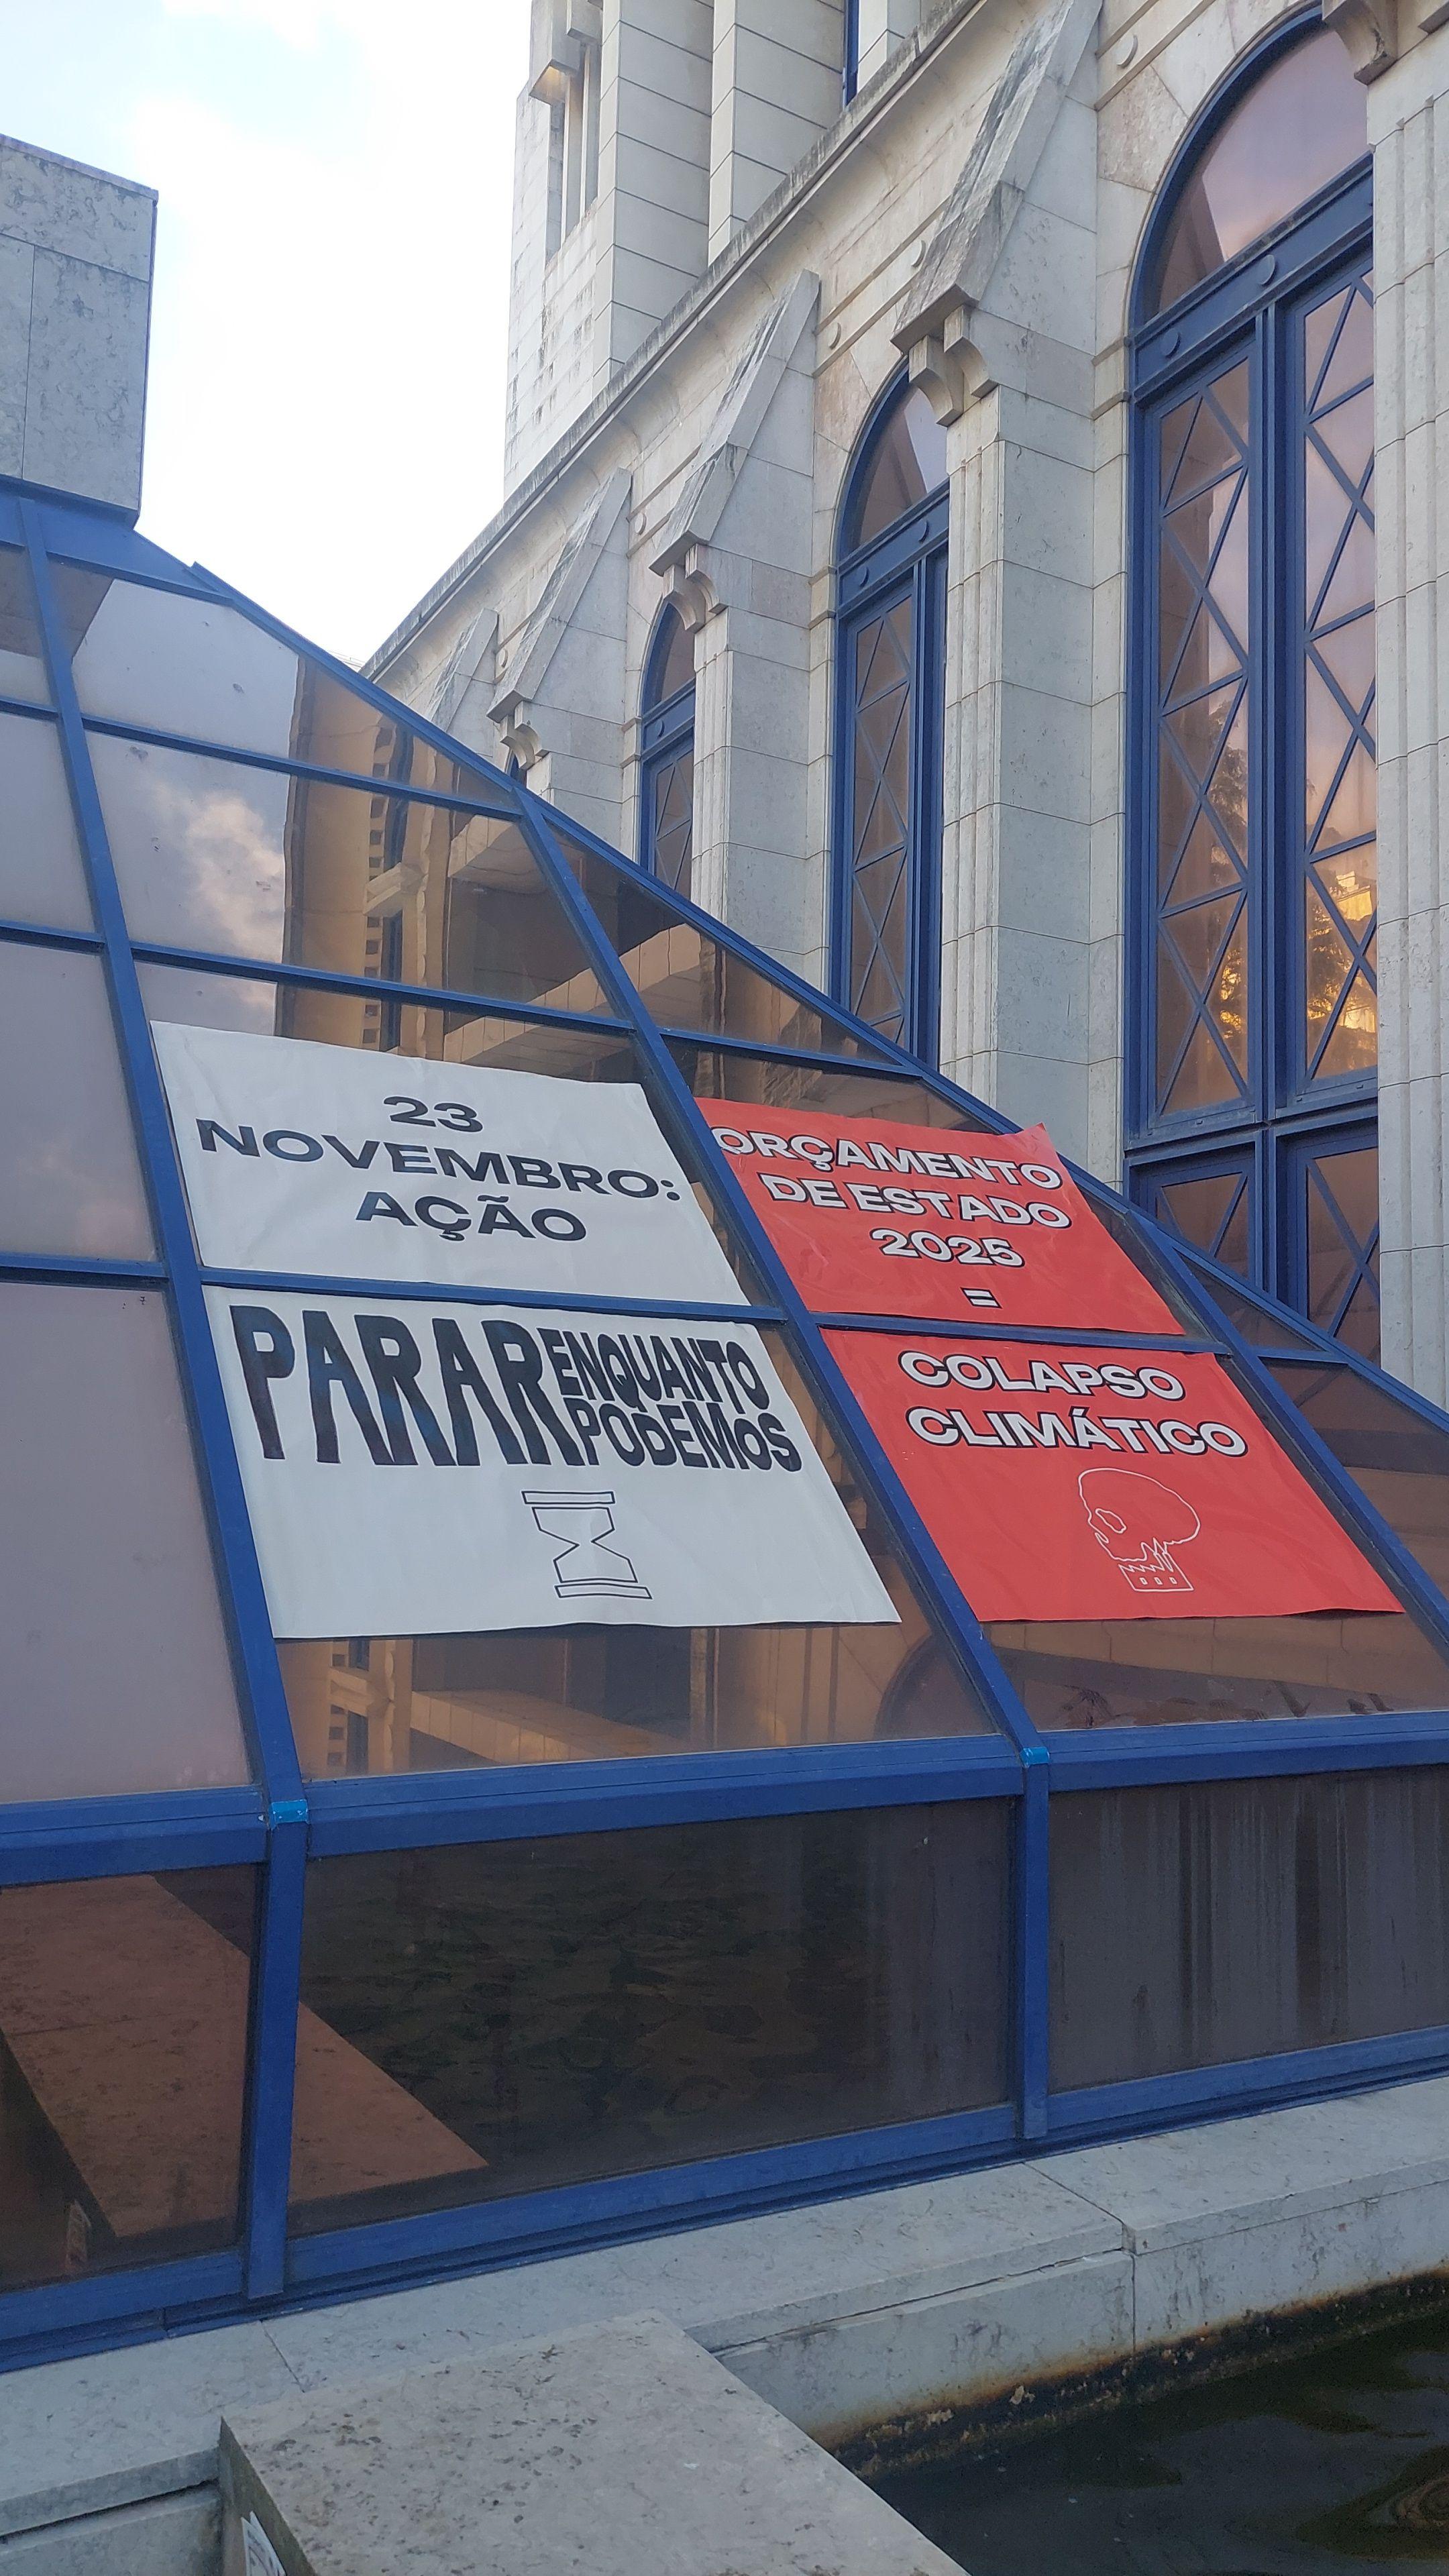 23
NOVEMBRO:
AÇÃO
PARAR ENQUANTO
PODEMOS
ORÇAMENTO
DE ESTADO
2025
=
COLAPSO
CLIMÁTICO